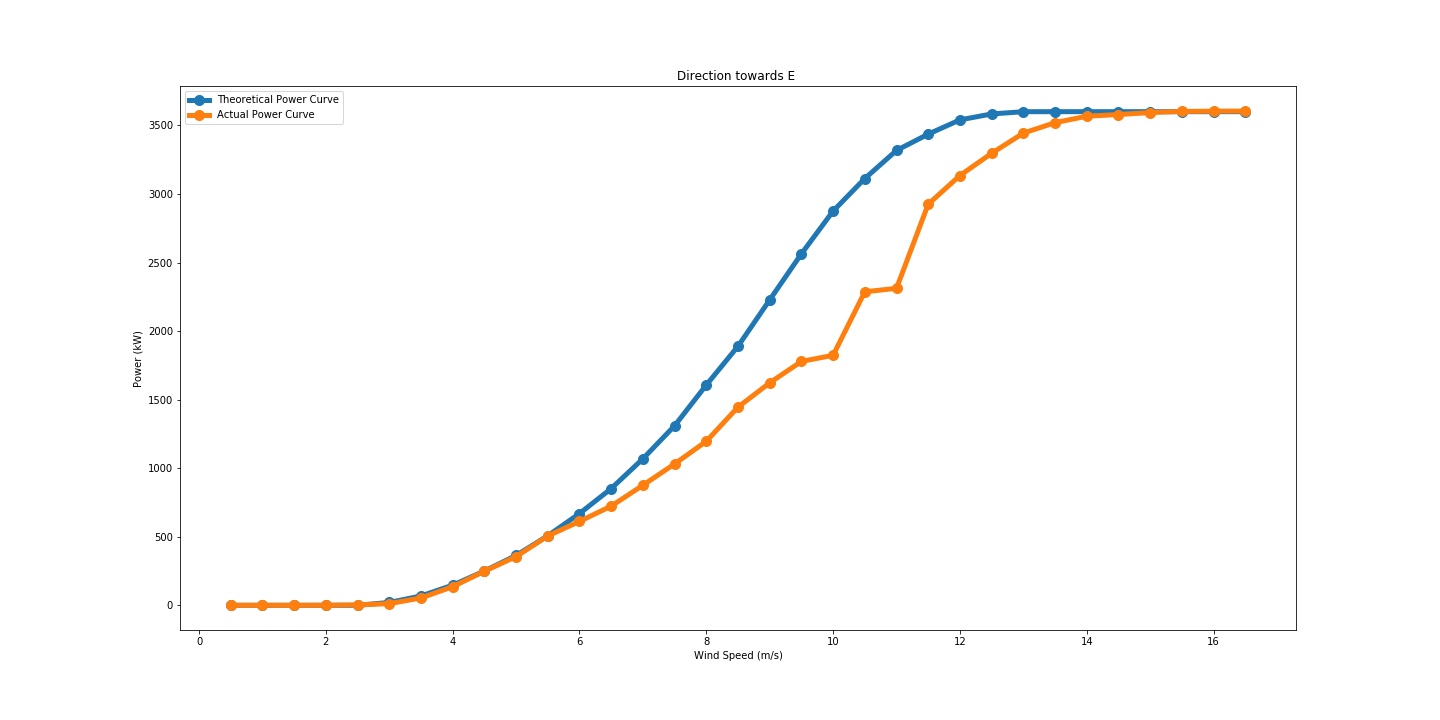 Direction towards E
Theoretical Power Curve
Actual Power Curve
3500
3000
2500
2000
1500
1000
500
0
Power (kW)
0 2 4 6 8 10 12 14 16
Wind Speed (m/s)